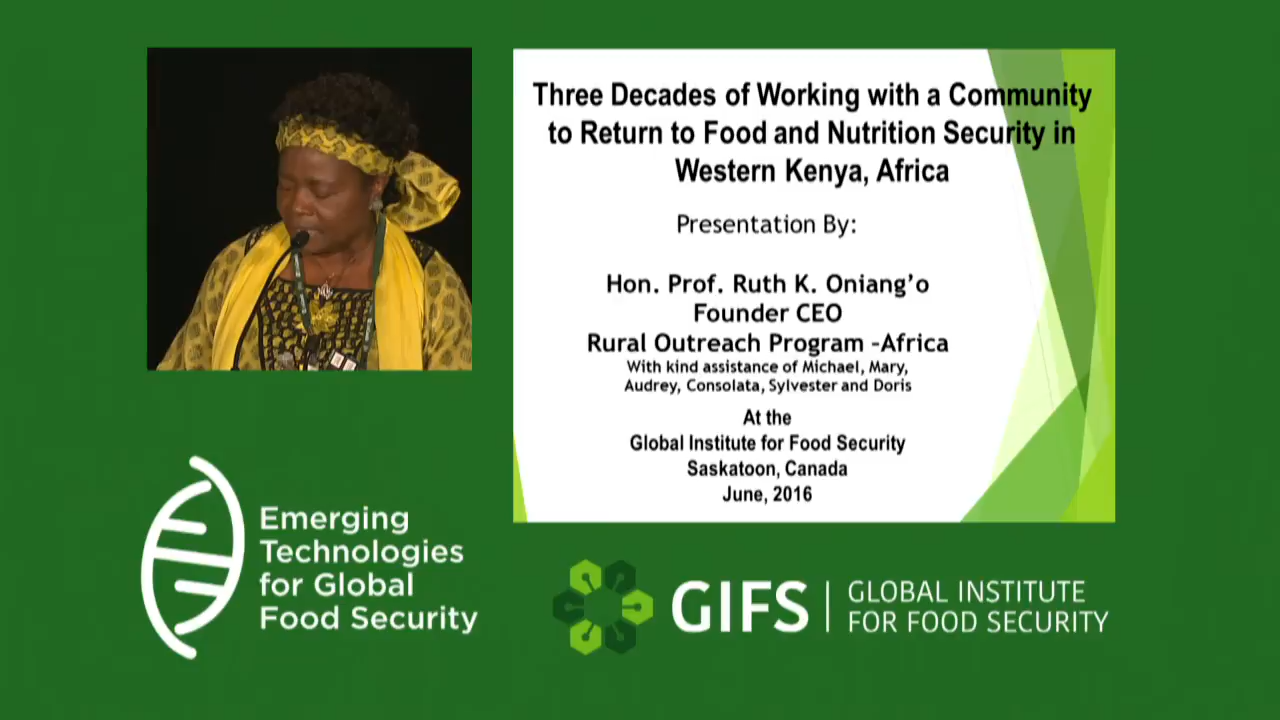 Three Decades of Working with a Community
to Return to Food and Nutrition Security in
Western Kenya, Africa
Presentation By:
Hon. Prof. Ruth K. Oniang’o
Founder CEO
Rural Outreach Program -Africa
With kind assistance of Michael, Mary,
Audrey, Consolata, Sylvester and Doris
At the
Global Institute for Food Security
Saskatoon, Canada
June, 2016
Emerging
Technologies
for Global
Food Security
GIFS
GLOBAL INSTITUTE
FOR FOOD SECURITY